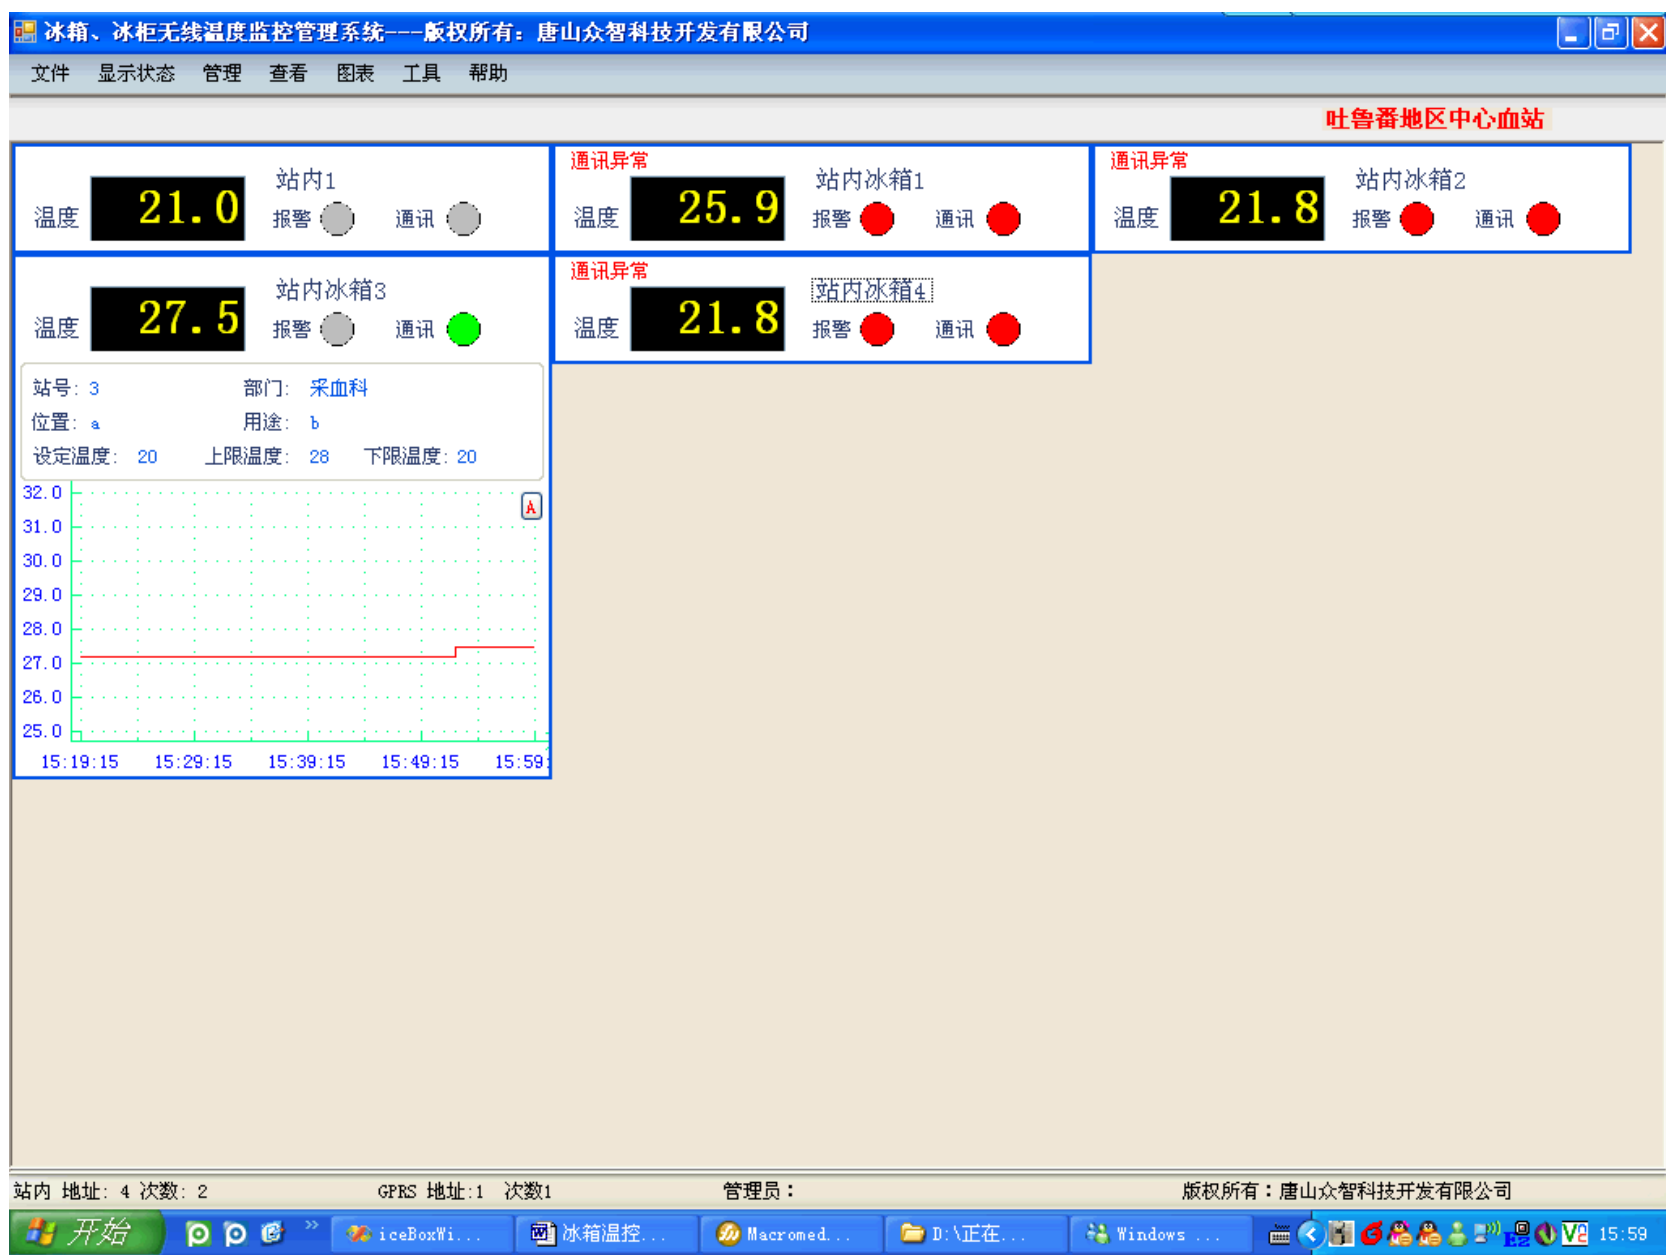 冰箱、冰柜无线温度监控管理系统---版权所有：唐山众智科技开发有限公司
文件 显示状态 管理 查看 图表 工具 帮助
吐鲁番地区中心血站
站内1
温度 21.0 报警 通讯
通讯异常
站内冰箱1
温度 25.9 报警 通讯
通讯异常
站内冰箱2
温度 21.8 报警 通讯
站内冰箱3
温度 27.5 报警 通讯
通讯异常
站内冰箱4
温度 21.8 报警 通讯
站号: 3 部门: 采血科
位置: a 用途: b
设定温度: 20 上限温度: 28 下限温度: 20
A
32.0
31.0
30.0
29.0
28.0
27.0
26.0
25.0
15:19:15 15:29:15 15:39:15 15:49:15 15:59:
站内 地址: 4 次数: 2 GPRS 地址:1 次数1 管理员： 版权所有：唐山众智科技开发有限公司
开始 iceBoxWi... 冰箱温控... Macromed... D:\正在... Windows ... 15:59